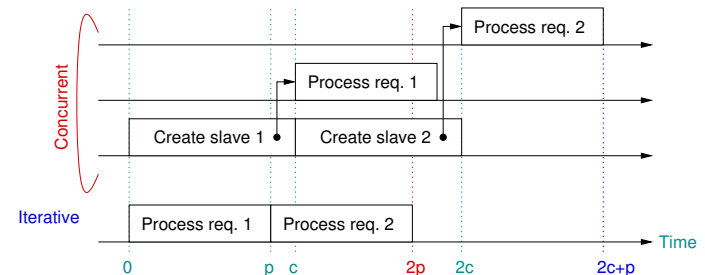 Process req. 2
Process req. 1
Concurrent
Create slave 1
Create slave 2
Iterative
Process req. 1
Process req. 2
Time
0
p
c
2p
2c
2c+p